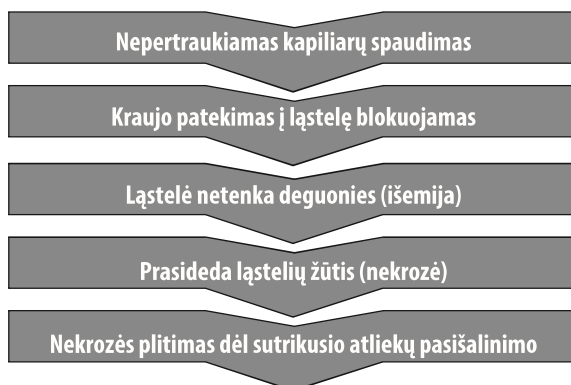 Nepertraukiamas kapiliarų spaudimas
Kraujo patekimas į ląstelę blokuojamas
Ląstelė netenka deguonies (išemija)
Prasideda ląstelių žūtis (nekrozė)
Nekrozės plitimas dėl sutrikusio atliekų pasišalinimo